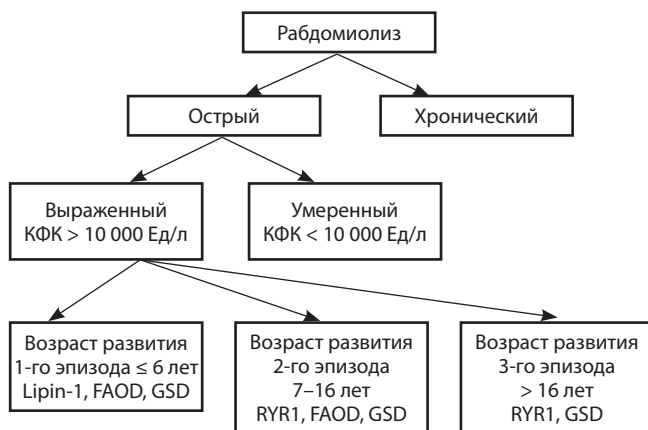 Рабдомиолиз
Острый
Хронический
Выраженный
КФК > 10 000 Ед/л
Умеренный
КФК < 10 000 Ед/л
Возраст развития
1-го эпизода ≤ 6 лет
Lipin-1, FAOD, GSD
Возраст развития
2-го эпизода
7–16 лет
RYR1, FAOD, GSD
Возраст развития
3-го эпизода
> 16 лет
RYR1, GSD